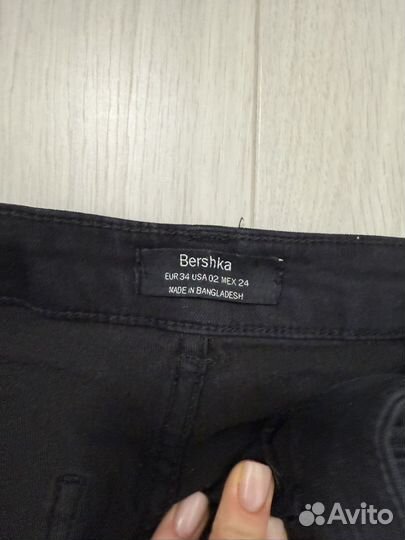 Bershka
EUR 34 USA 02 MEX 24
MADE IN BANGLADESH
Avito